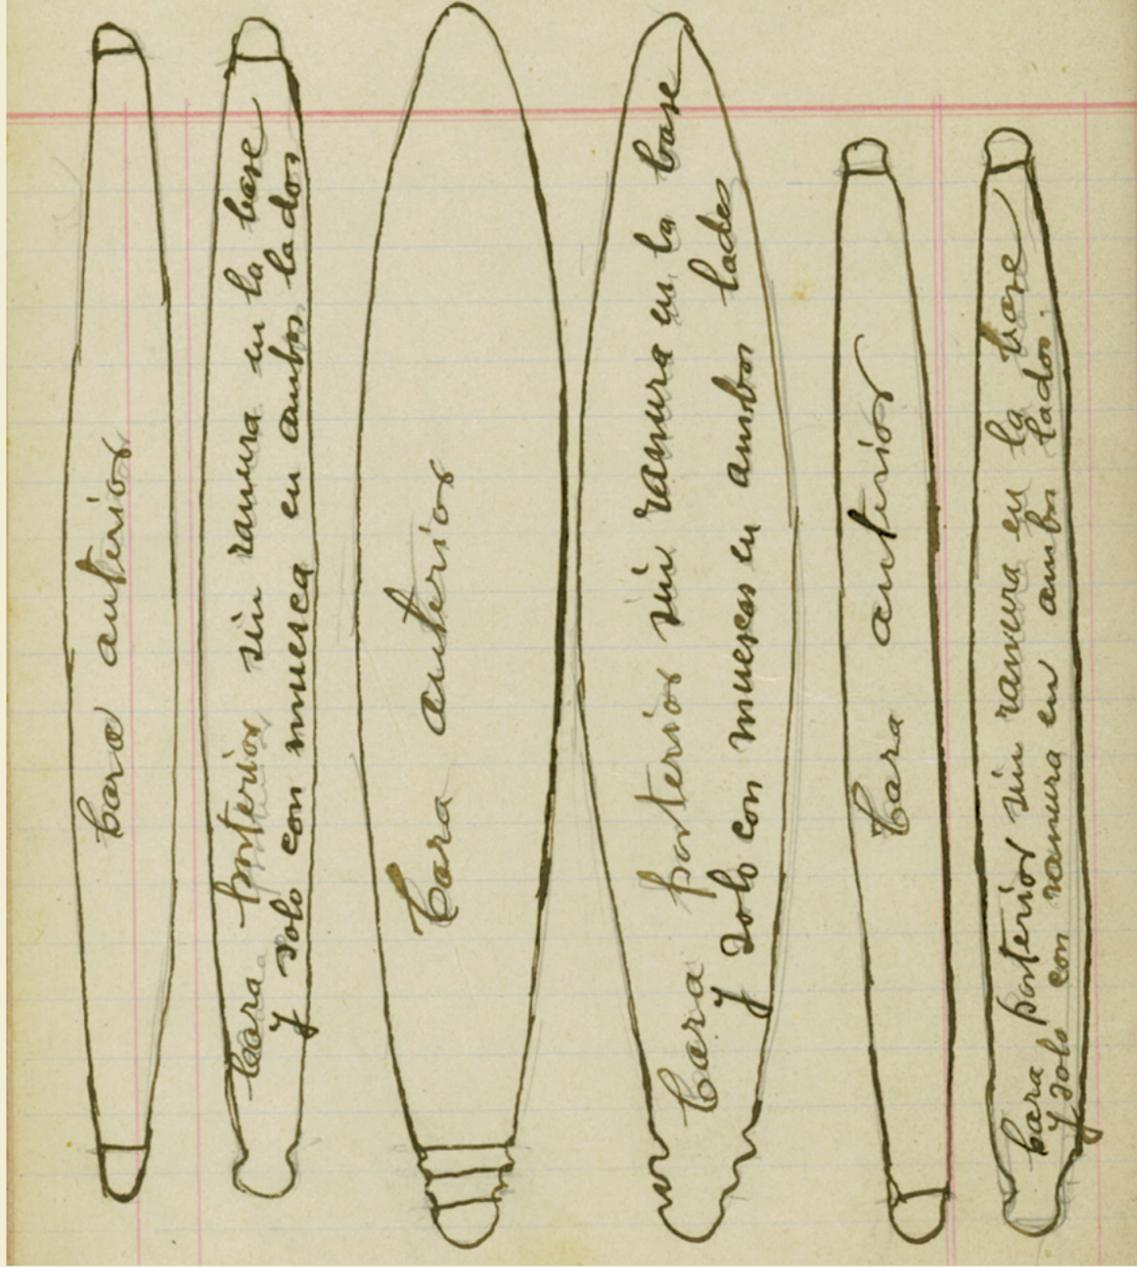 Cara anterior
Cara posterior sin ranura en la base
y solo con muesca en ambos lados
Cara anterior
Cara posterior sin ranura en la base
y solo con muescas en ambos lados
Cara anterior
Cara posterior sin ranura en la base
y solo con ranura en ambos lados.